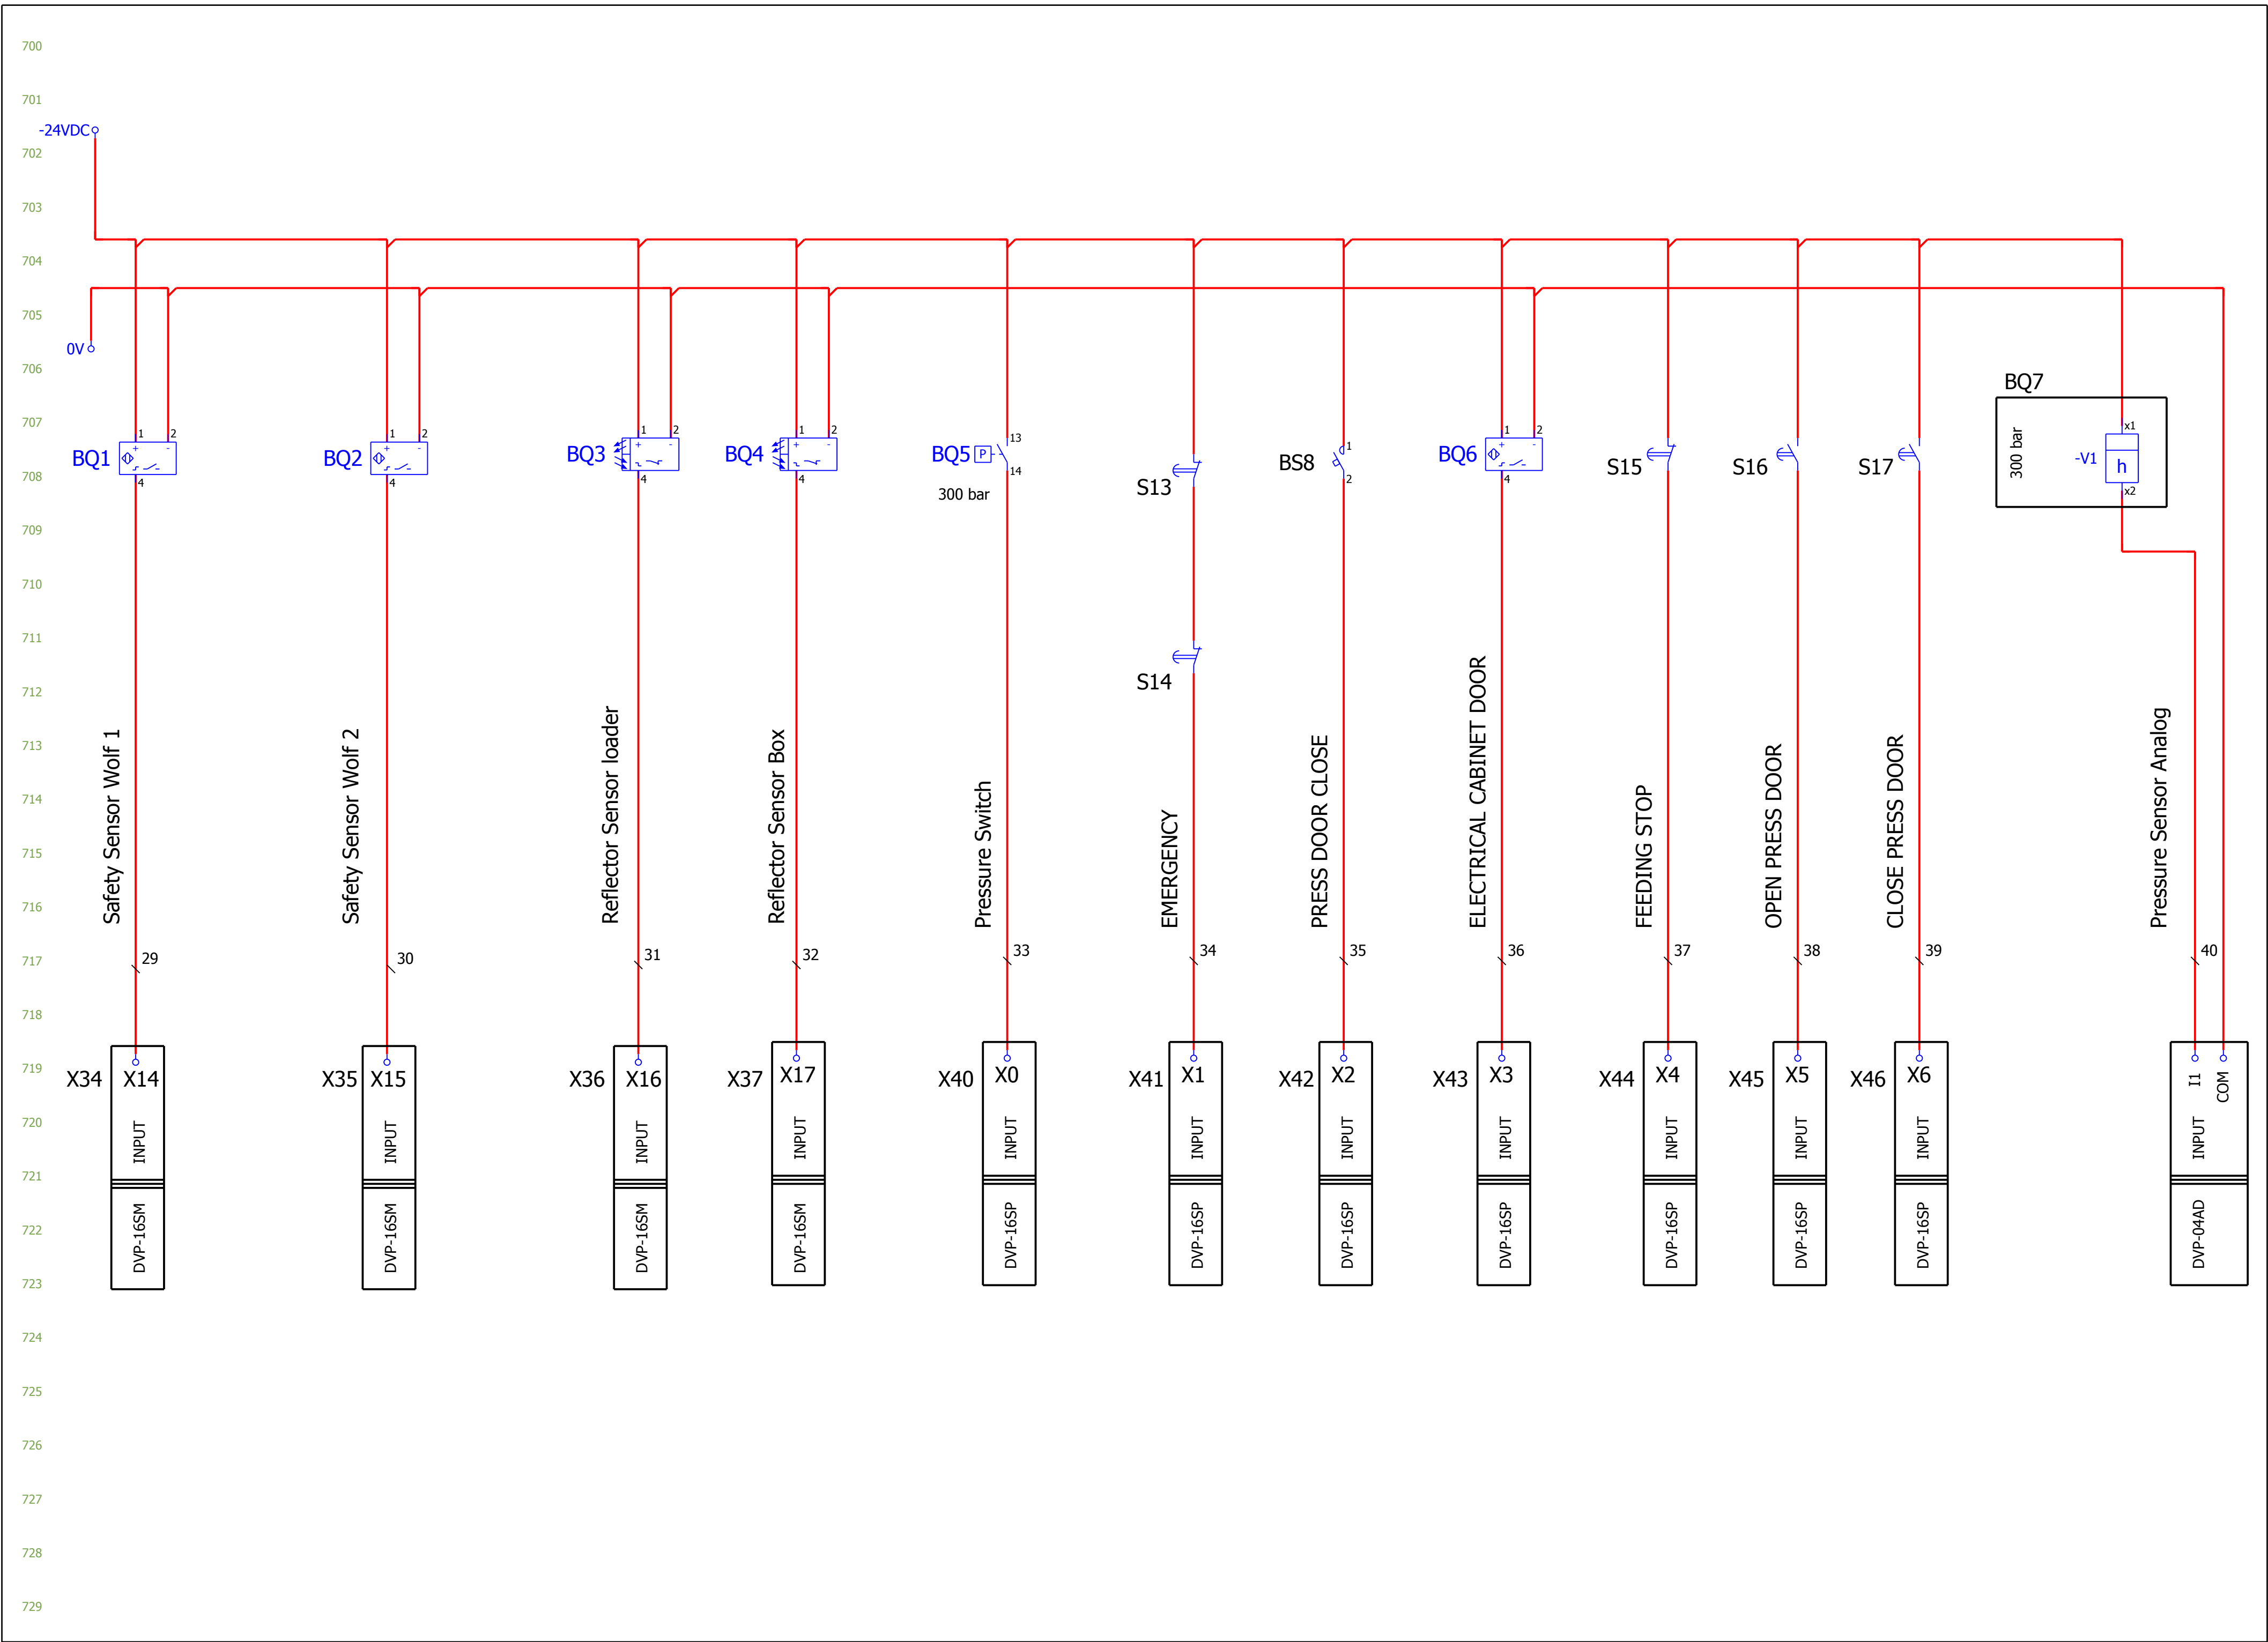 700
701
-24VDC
702
703
704
705
0V
706
BQ7
707
1 2 1 2 1 2 1 2 13 1 1 2 x1
BQ1 + - BQ2 + - BQ3 + - BQ4 + - BQ5 P BS8 BQ6 + - S15 S16 S17 300 bar -V1 h
708
4 4 4 4 14 S13 2 4 x2
300 bar
709
710
711
S14
712
713
714
715
716
Safety Sensor Wolf 1
Safety Sensor Wolf 2
Reflector Sensor loader
Reflector Sensor Box
Pressure Switch
EMERGENCY
PRESS DOOR CLOSE
ELECTRICAL CABINET DOOR
FEEDING STOP
OPEN PRESS DOOR
CLOSE PRESS DOOR
Pressure Sensor Analog
717
29 30 31 32 33 34 35 36 37 38 39 40
718
719
X34 X14 X35 X15 X36 X16 X37 X17 X40 X0 X41 X1 X42 X2 X43 X3 X44 X4 X45 X5 X46 X6 I1 COM
720
INPUT INPUT INPUT INPUT INPUT INPUT INPUT INPUT INPUT INPUT INPUT INPUT
721
722
DVP-16SM DVP-16SM DVP-16SM DVP-16SM DVP-16SP DVP-16SP DVP-16SP DVP-16SP DVP-16SP DVP-16SP DVP-16SP DVP-04AD
723
724
725
726
727
728
729